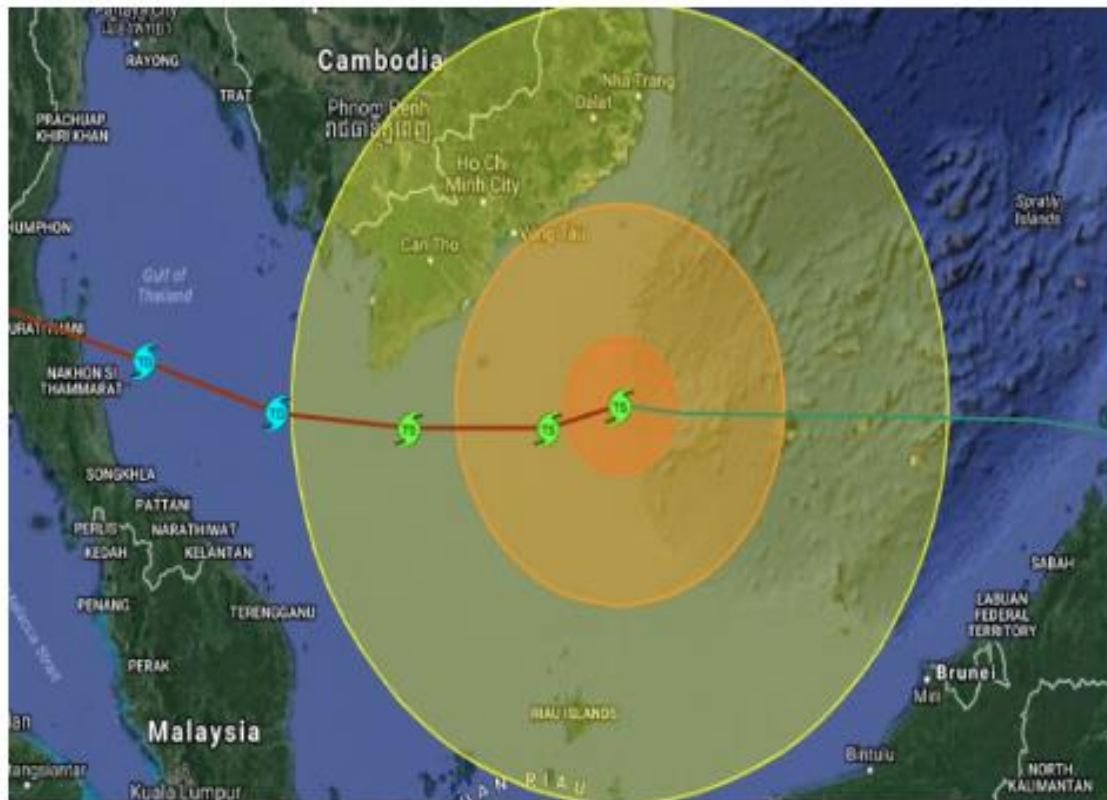 RAYONG
TRAT
PRACHUAP
KHIRI KHAN
Cambodia
Phnom Penh
Nha Trang
Dalat
Ho Chi
Minh City
Vung Tau
Can Tho
Spratly
Islands
HUMPHON
Gulf of
Thailand
NAKHON SI
THAMMARAT
TD
TD
TS
TS
TS
SONGKHLA
PATTANI
PERLIS
NARATHIWAT
KEDAH
KELANTAN
PENANG
TERENGGANU
PERAK
Malaysia
Kuala Lumpur
RIAU ISLANDS
AN RIAU
SABAH
LABUAN
FEDERAL
TERRITORY
Brunei
Miri
Bintulu
NORTH
KALIMANTAN